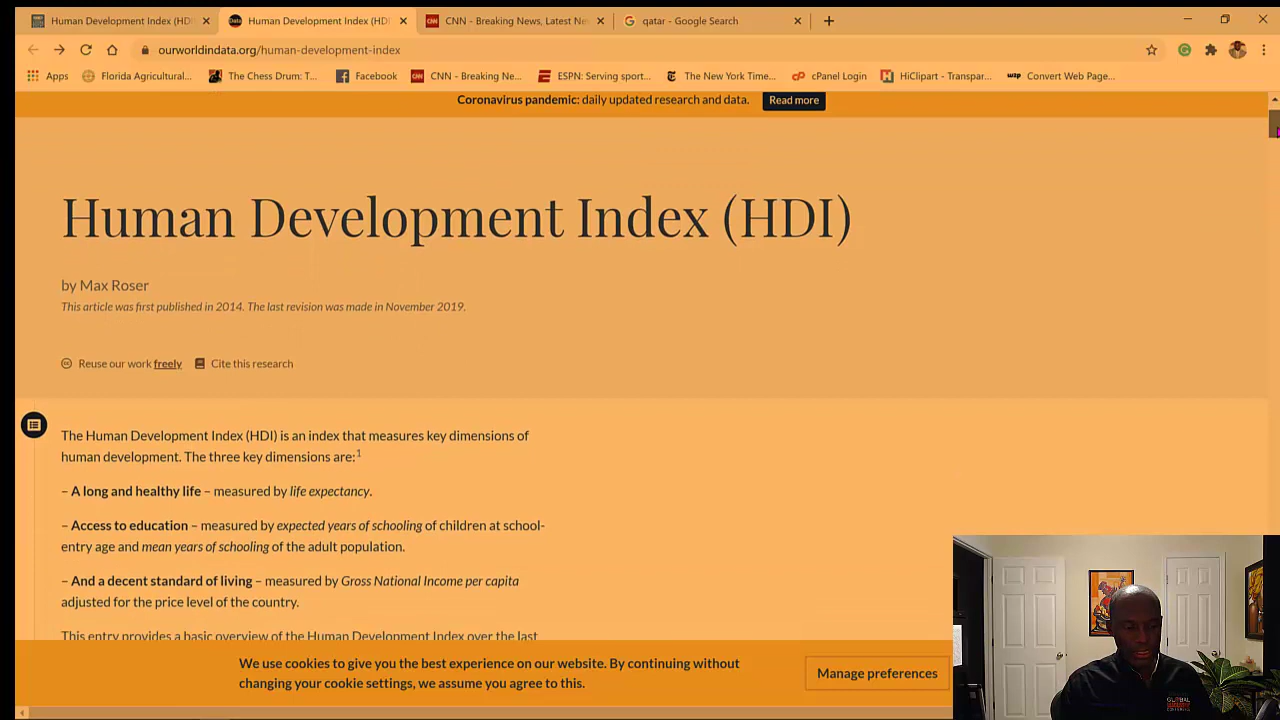 Human Development Index (HDI
Human Development Index (HDI
CNN - Breaking News, Latest Ne
qatar - Google Search
ourworldindata.org/human-development-index
Apps
Florida Agricultural...
The Chess Drum: T...
Facebook
CNN - Breaking Ne...
ESPN: Serving sport...
The New York Time...
cPanel Login
HiClipart - Transpar...
Convert Web Page...
Coronavirus pandemic: daily updated research and data.
Read more
Human Development Index (HDI)
by Max Roser
This article was first published in 2014. The last revision was made in November 2019.
Reuse our work freely
Cite this research
The Human Development Index (HDI) is an index that measures key dimensions of
human development. The three key dimensions are:1
– A long and healthy life – measured by life expectancy.
– Access to education – measured by expected years of schooling of children at school-
entry age and mean years of schooling of the adult population.
– And a decent standard of living – measured by Gross National Income per capita
adjusted for the price level of the country.
This entry provides a basic overview of the Human Development Index over the last
We use cookies to give you the best experience on our website. By continuing without
changing your cookie settings, we assume you agree to this.
Manage preferences
GLOBAL